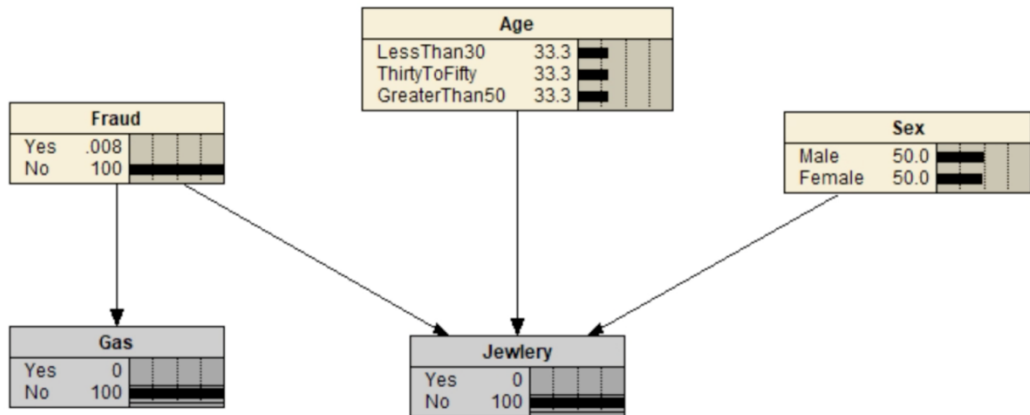 Age
LessThan30 33.3
ThirtyToFifty 33.3
GreaterThan50 33.3
Fraud
Yes .008
No 100
Sex
Male 50.0
Female 50.0
Gas
Yes 0
No 100
Jewlery
Yes 0
No 100